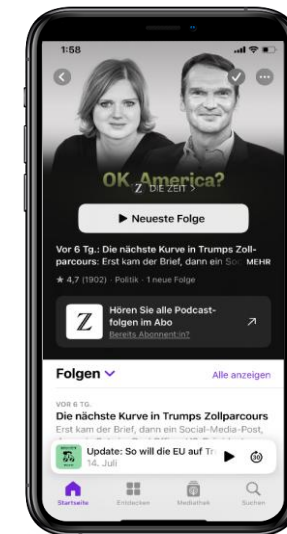 1:58
OK, America?
Z DIE ZEIT >
Neueste Folge
Vor 6 Tg.: Die nächste Kurve in Trumps Zoll-
parcours: Erst kam der Brief, dann ein Soc MEHR
★ 4,7 (1902) · Politik · 1 neue Folge
Z
Hören Sie alle Podcast-
folgen im Abo
Bereits Abonnent:in?
Folgen
Alle anzeigen
VOR 6 TG.
Die nächste Kurve in Trumps Zollparcours
Erst kam der Brief, dann ein Social-Media-Post,
Update: So will die EU auf Tr
14. Juli
30
Startseite
Entdecken
Mediathek
Suchen